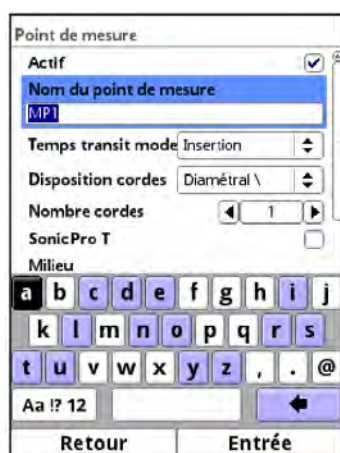 Point de mesure
Actif
Nom du point de mesure
MP1
Temps transit mode Insertion
Disposition cordes Diamétral \
Nombre cordes 1
SonicPro T
Milieu
a b c d e f g h i j
k l m n o p q r s
t u v w x y z , . @
Aa !? 12
Retour Entrée